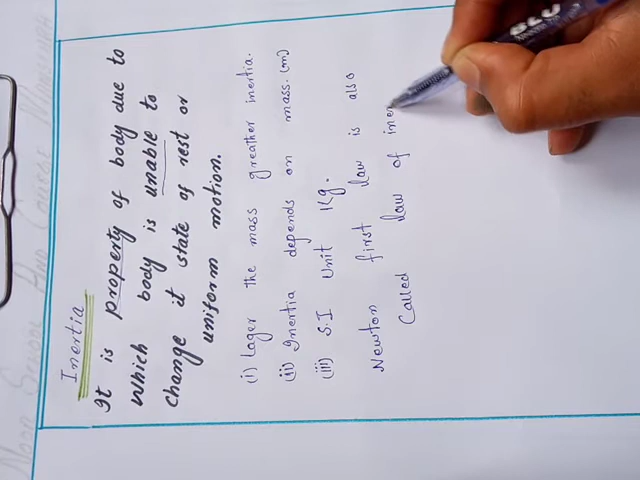 Inertia
It is property of body due to
which body is unable to
change it state of rest or
uniform motion.
(i) Lager the mass greather inertia.
(ii) Inertia depends on mass. (m)
(iii) S.I Unit Kg.
Newton first law is also
Called law of iner